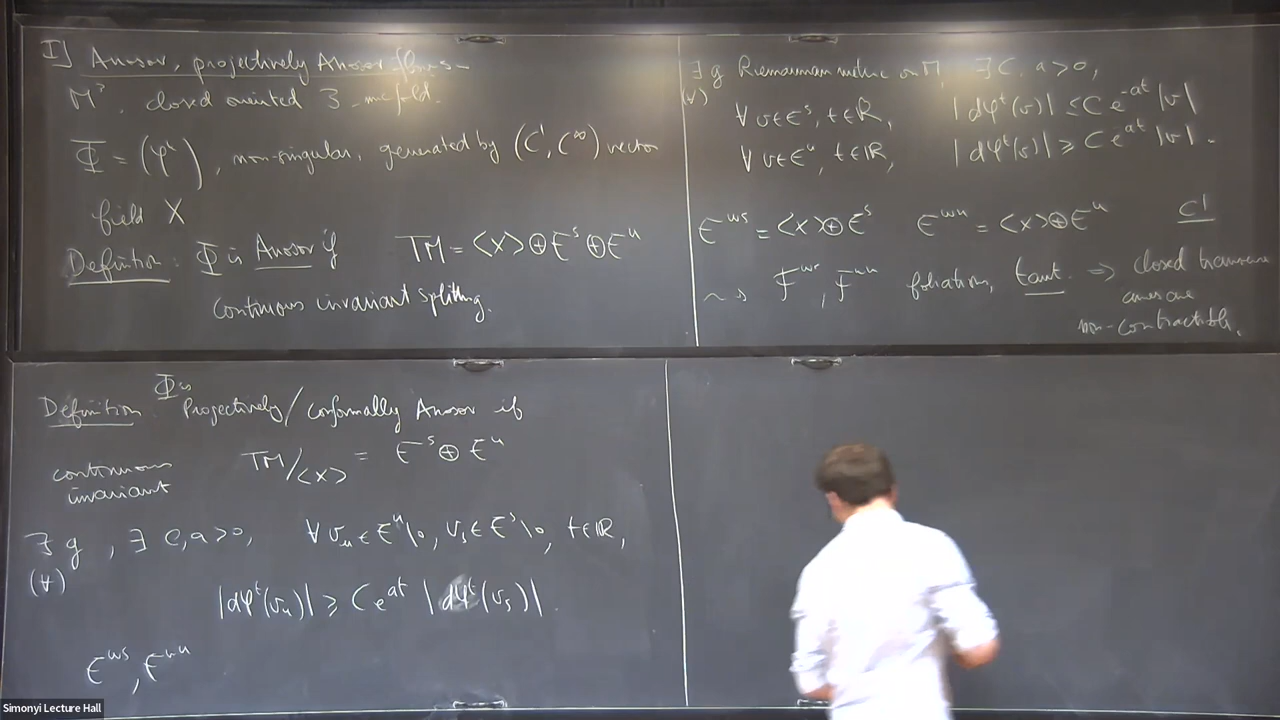 I] Anosov, projectively Anosov flows -
M³, closed oriented 3-manifold.
Φ = (φᵗ), non-singular, generated by (C¹, C^∞) vector
field X
Definition: Φ is Anosov if TM = <X> ⊕ E^s ⊕ E^u
continuous invariant splitting.
∃ g Riemannian metric on M, ∃ C, a > 0,
(∀)
∀ v ∈ E^s, t ∈ ℝ, |dφᵗ(v)| ≤ C e^{-at} |v|
∀ v ∈ E^u, t ∈ ℝ, |dφᵗ(v)| ≥ C e^{at} |v|.
E^{ws} = <X> ⊕ E^s E^{wu} = <X> ⊕ E^u C¹
⇝ F^{ws}, F^{wu} foliations, taut. ⇒ closed transverse
curves are
non-contractible.
Φ is
Definition Projectively/conformally Anosov if
TM/<X> = E^s ⊕ E^u
continuous
invariant
∃ g, ∃ C, a > 0, ∀ v_u ∈ E^u \ 0, v_s ∈ E^s \ 0, t ∈ ℝ,
(∀)
|dφᵗ(v_u)| ≥ C e^{at} |dφᵗ(v_s)|.
E^{ws}, E^{wu}
Simonyi Lecture Hall